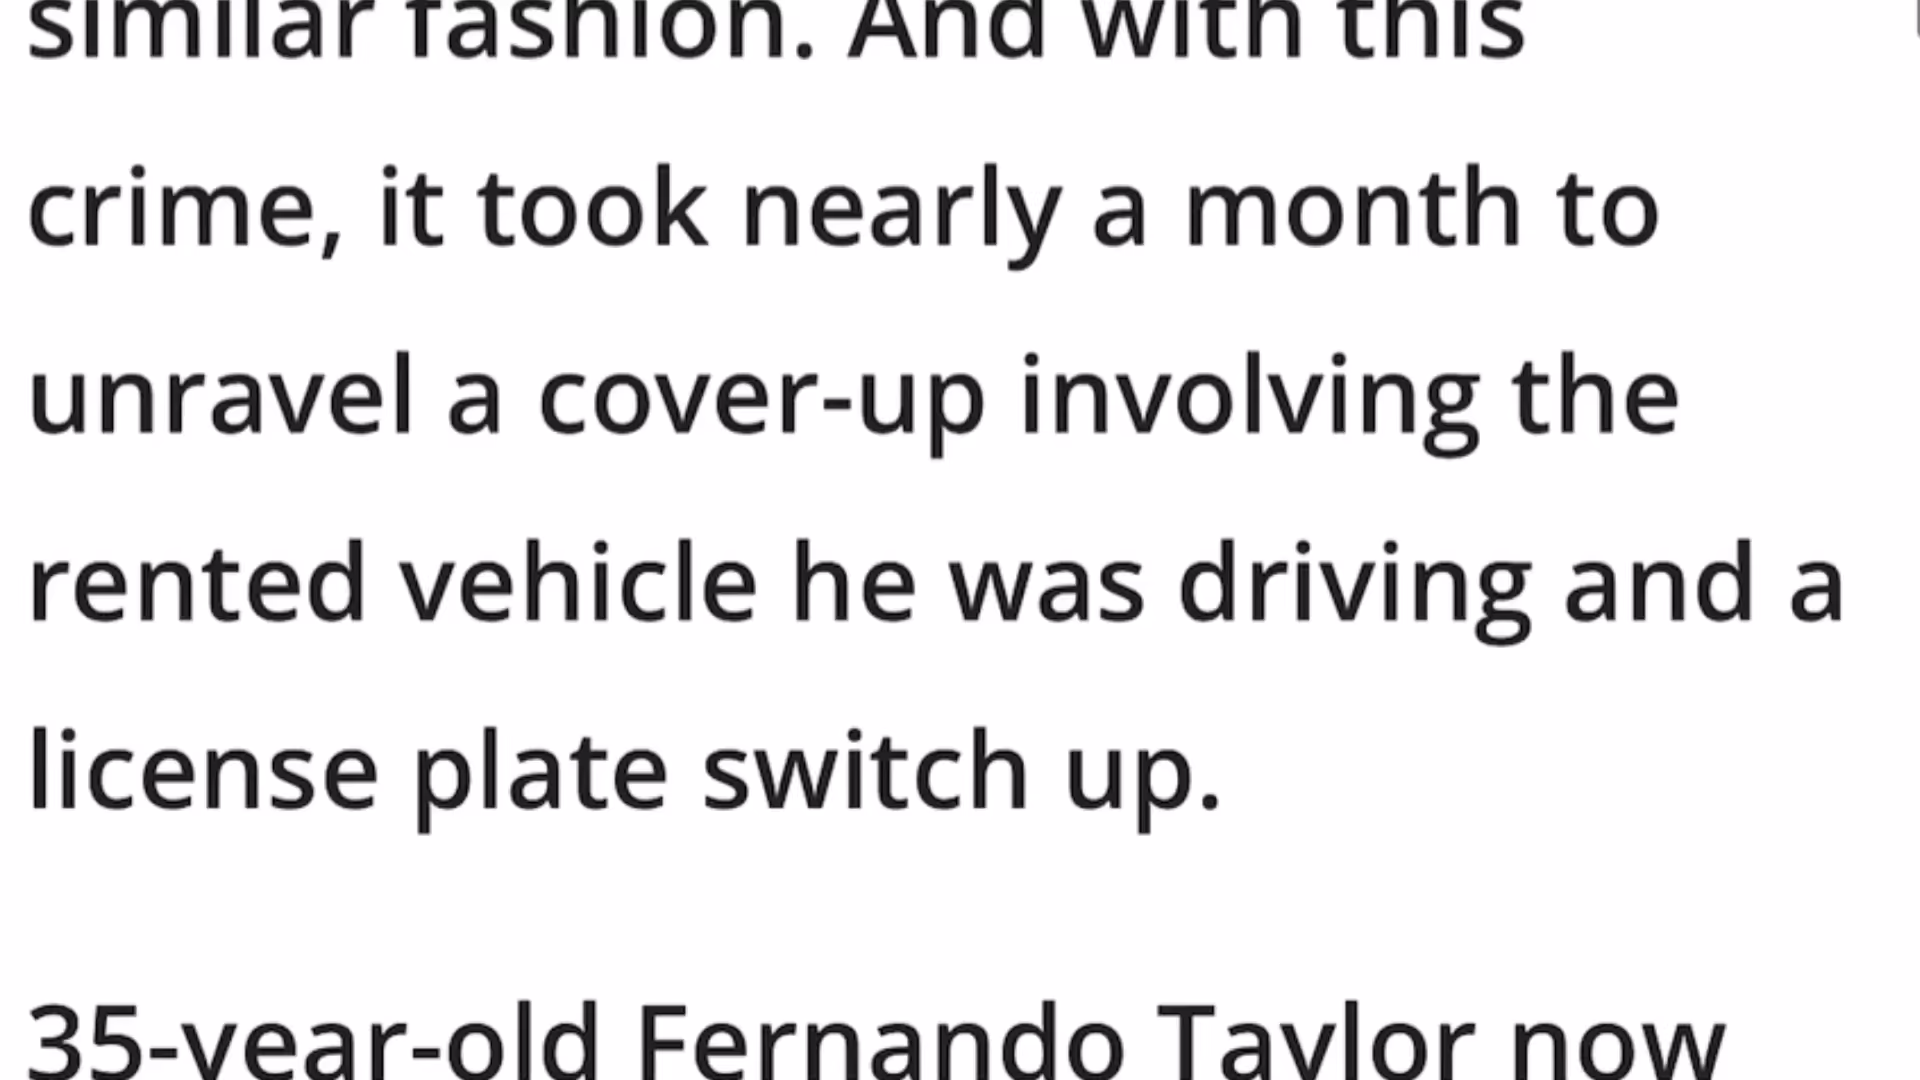 similar fashion. And with this
crime, it took nearly a month to
unravel a cover-up involving the
rented vehicle he was driving and a
license plate switch up.
35-year-old Fernando Taylor now